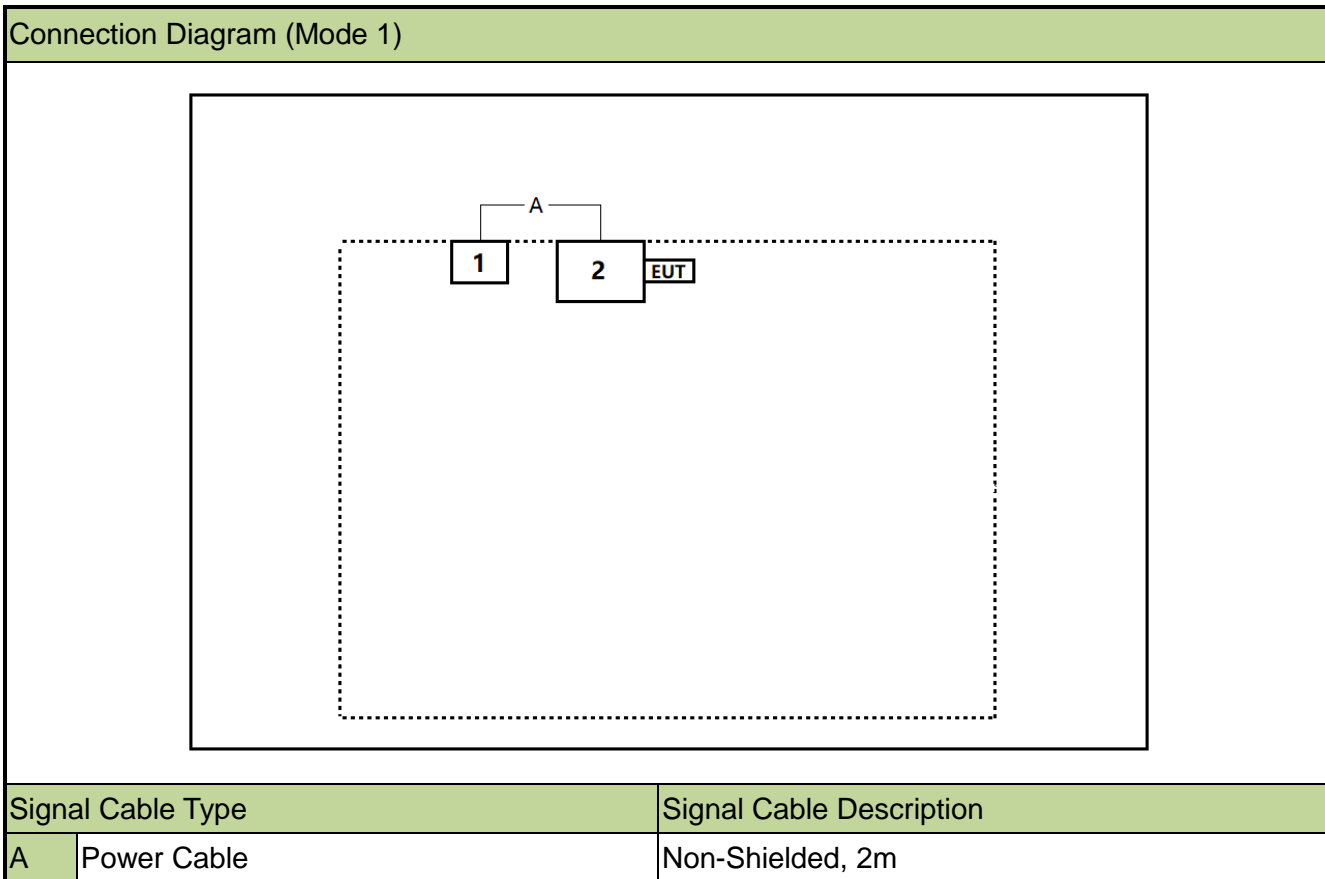 Connection Diagram (Mode 1)
A
1
2
EUT
Signal Cable Type
Signal Cable Description
A
Power Cable
Non-Shielded, 2m